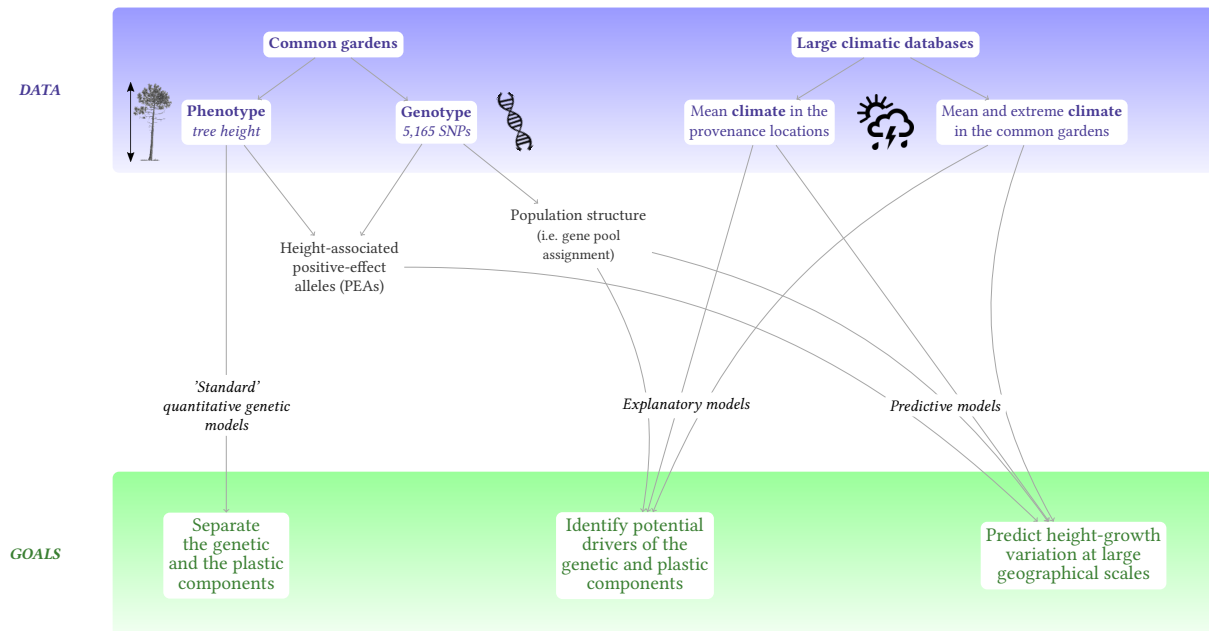 Common gardens
Large climatic databases
DATA
Phenotype
tree height
Genotype
5,165 SNPs
Mean climate in the
provenance locations
Mean and extreme climate
in the common gardens
Population structure
(i.e. gene pool
assignment)
Height-associated
positive-effect
alleles (PEAs)
'Standard'
quantitative genetic
models
Explanatory models
Predictive models
GOALS
Separate
the genetic
and the plastic
components
Identify potential
drivers of the
genetic and plastic
components
Predict height-growth
variation at large
geographical scales